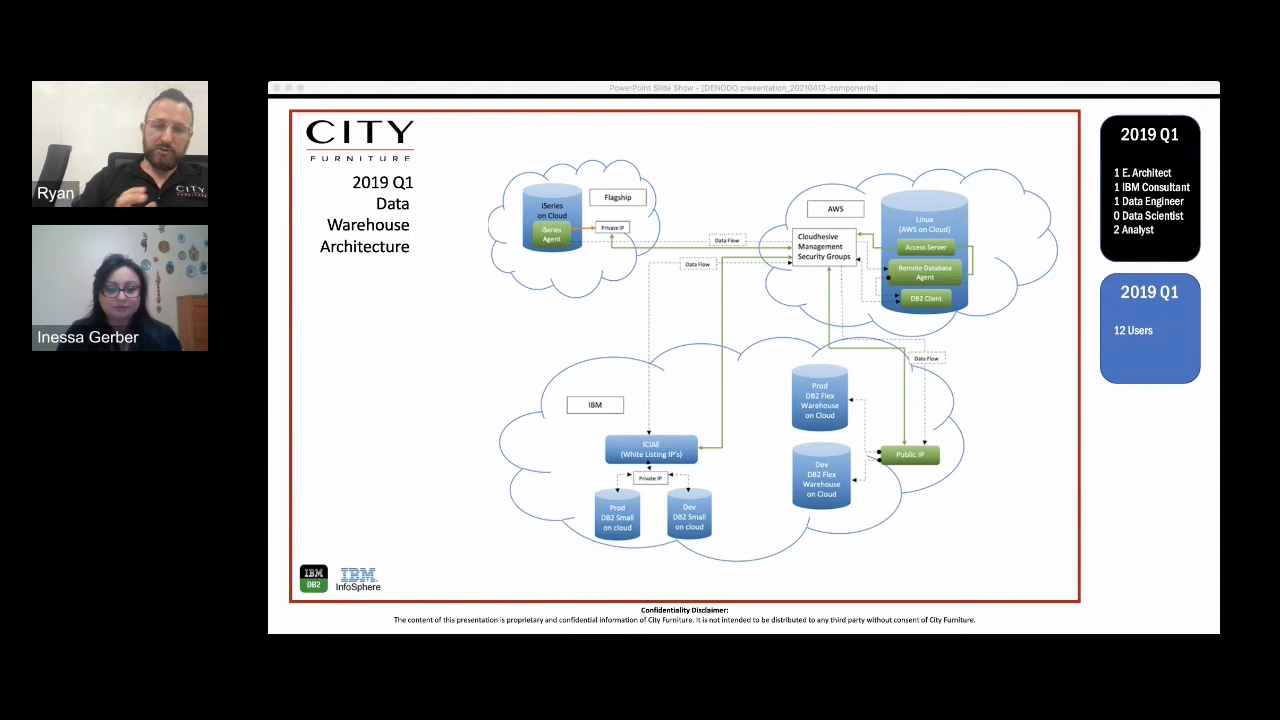 PowerPoint Slide Show - [DENODO presentation_20210412-components]
Ryan
CITY
Inessa Gerber
CITY
FURNITURE
2019 Q1
Data
Warehouse
Architecture
iSeries
on Cloud
iSeries
Agent
Flagship
Private IP
Data Flow
Data Flow
AWS
Cloudhesive
Management
Security Groups
Linux
(AWS on Cloud)
Access Server
Remote Database
Agent
DB2 Client
Data Flow
IBM
ICIAE
(White Listing IP's)
Private IP
Prod
DB2 Small
on cloud
Dev
DB2 Small
on cloud
Prod
DB2 Flex
Warehouse
on Cloud
Dev
DB2 Flex
Warehouse
on Cloud
Public IP
IBM
DB2
IBM
InfoSphere
2019 Q1
1 E. Architect
1 IBM Consultant
1 Data Engineer
0 Data Scientist
2 Analyst
2019 Q1
12 Users
Confidentiality Disclaimer:
The content of this presentation is proprietary and confidential information of City Furniture. It is not intended to be distributed to any third party without consent of City Furniture.